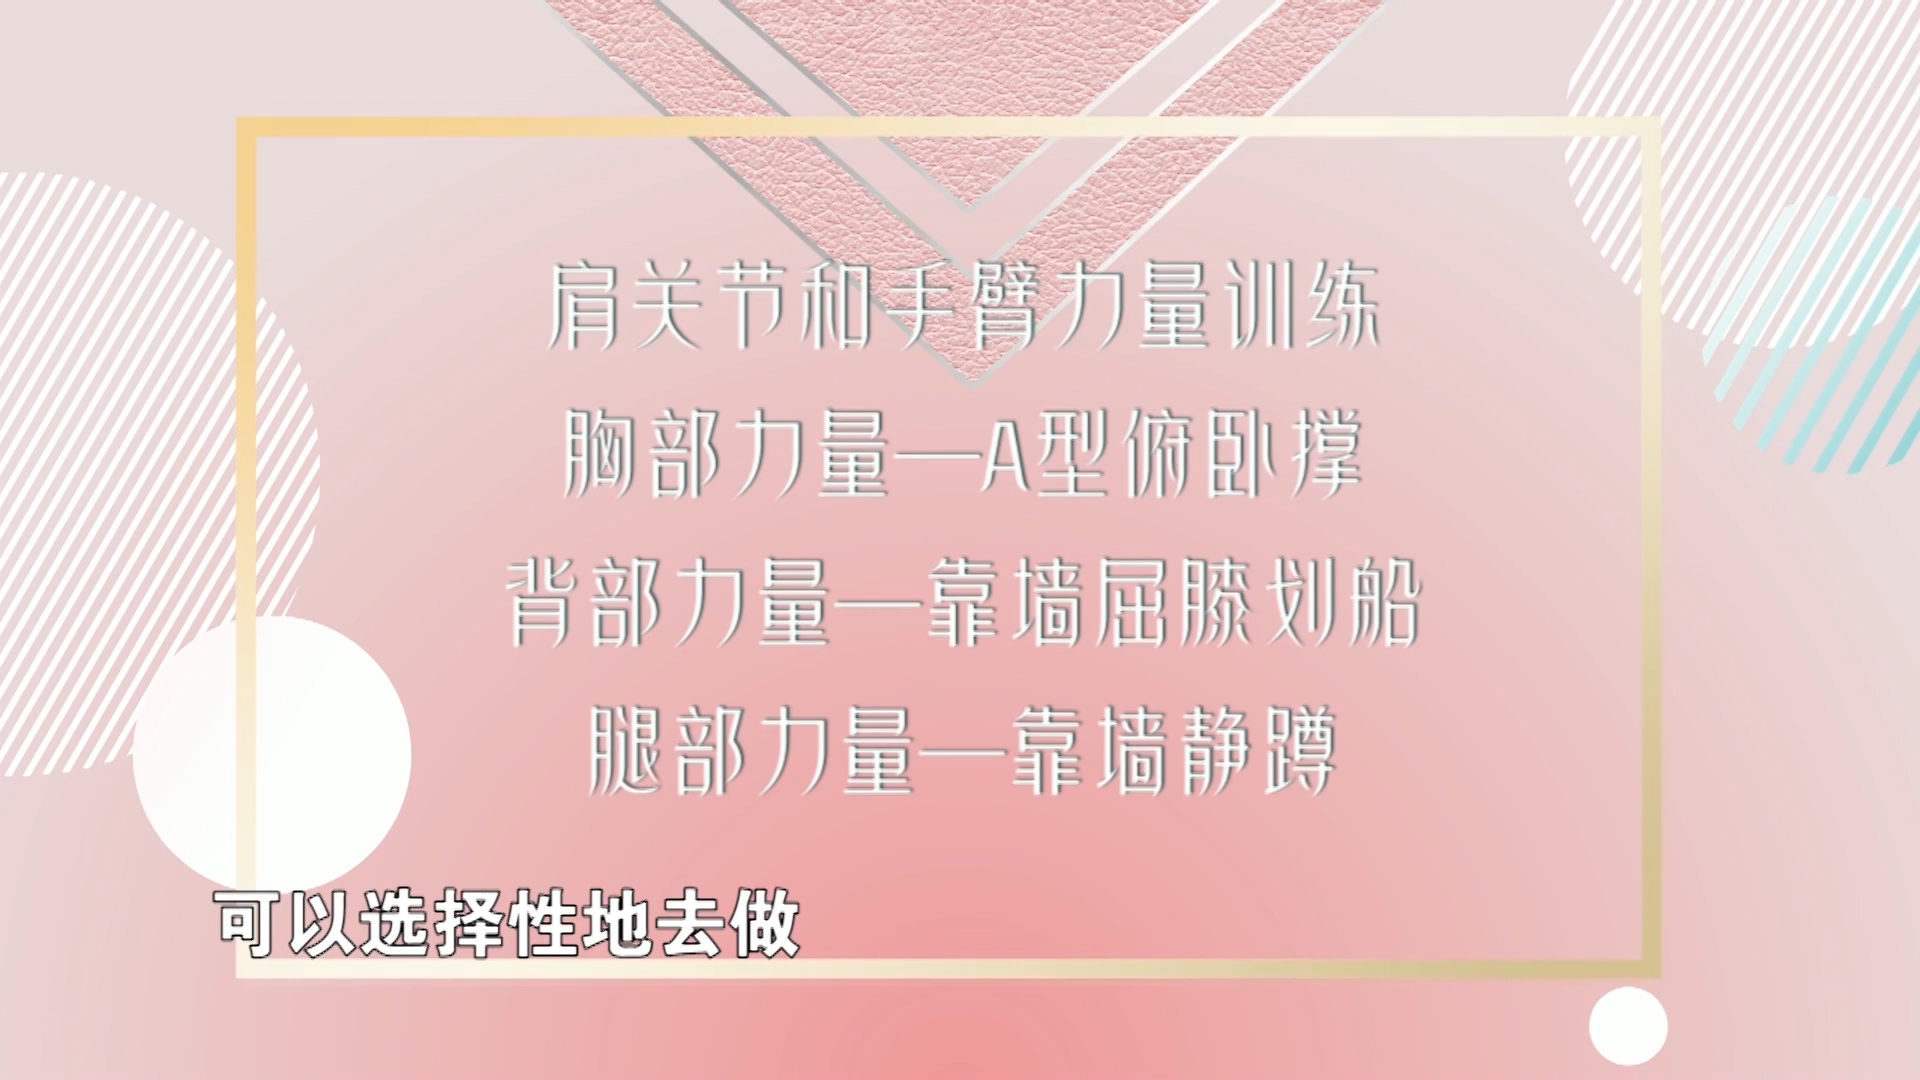 肩关节和手臂力量训练
胸部力量—A型俯卧撑
背部力量—靠墙屈膝划船
腿部力量—靠墙静蹲
可以选择性地去做